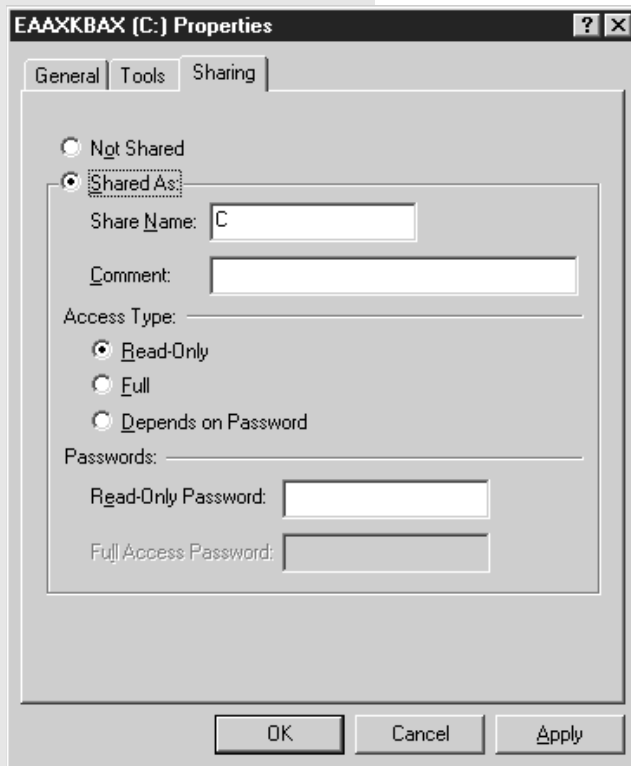 EAAXKBAX (C:) Properties
General Tools Sharing
Not Shared
Shared As:
Share Name: C
Comment:
Access Type:
Read-Only
Full
Depends on Password
Passwords:
Read-Only Password:
Full Access Password:
OK Cancel Apply